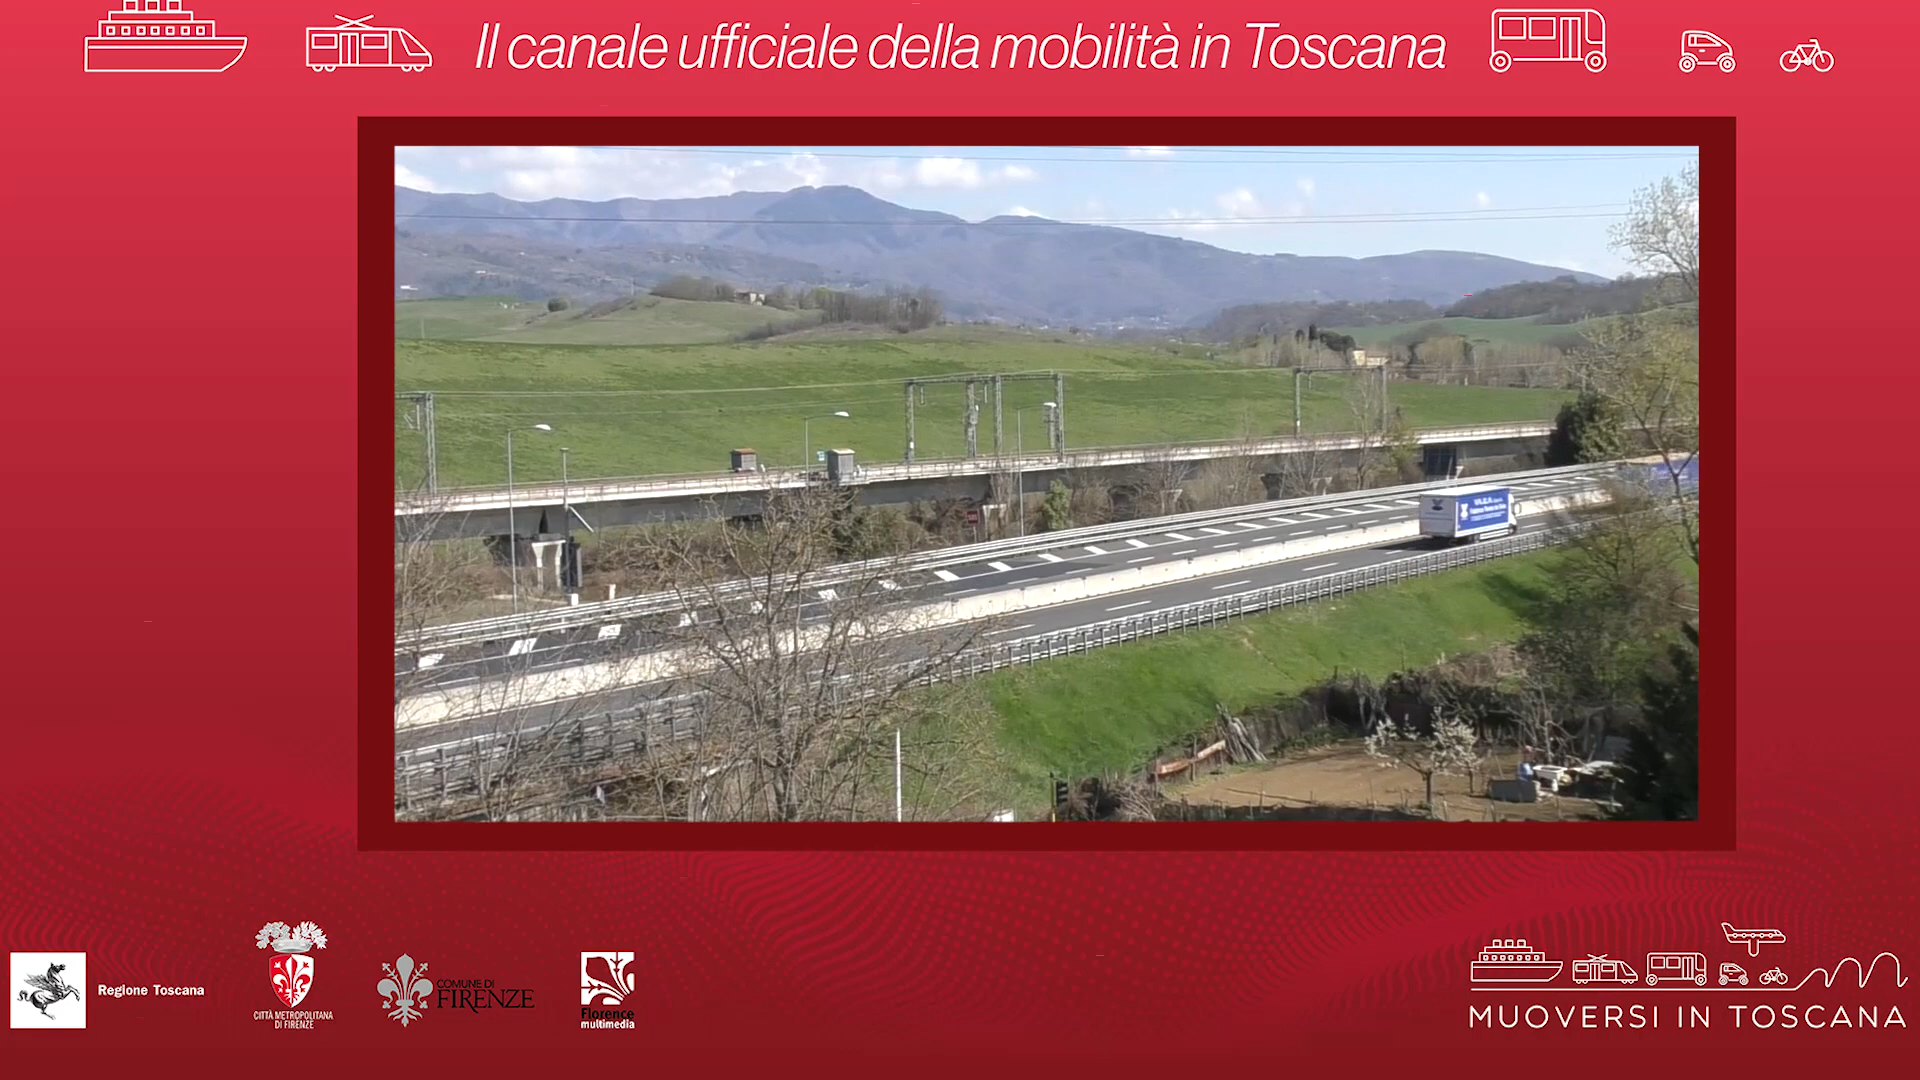 Il canale ufficiale della mobilità in Toscana
Regione Toscana
CITTÀ METROPOLITANA
DI FIRENZE
COMUNE DI
FIRENZE
Florence
multimedia
MUOVERSI IN TOSCANA